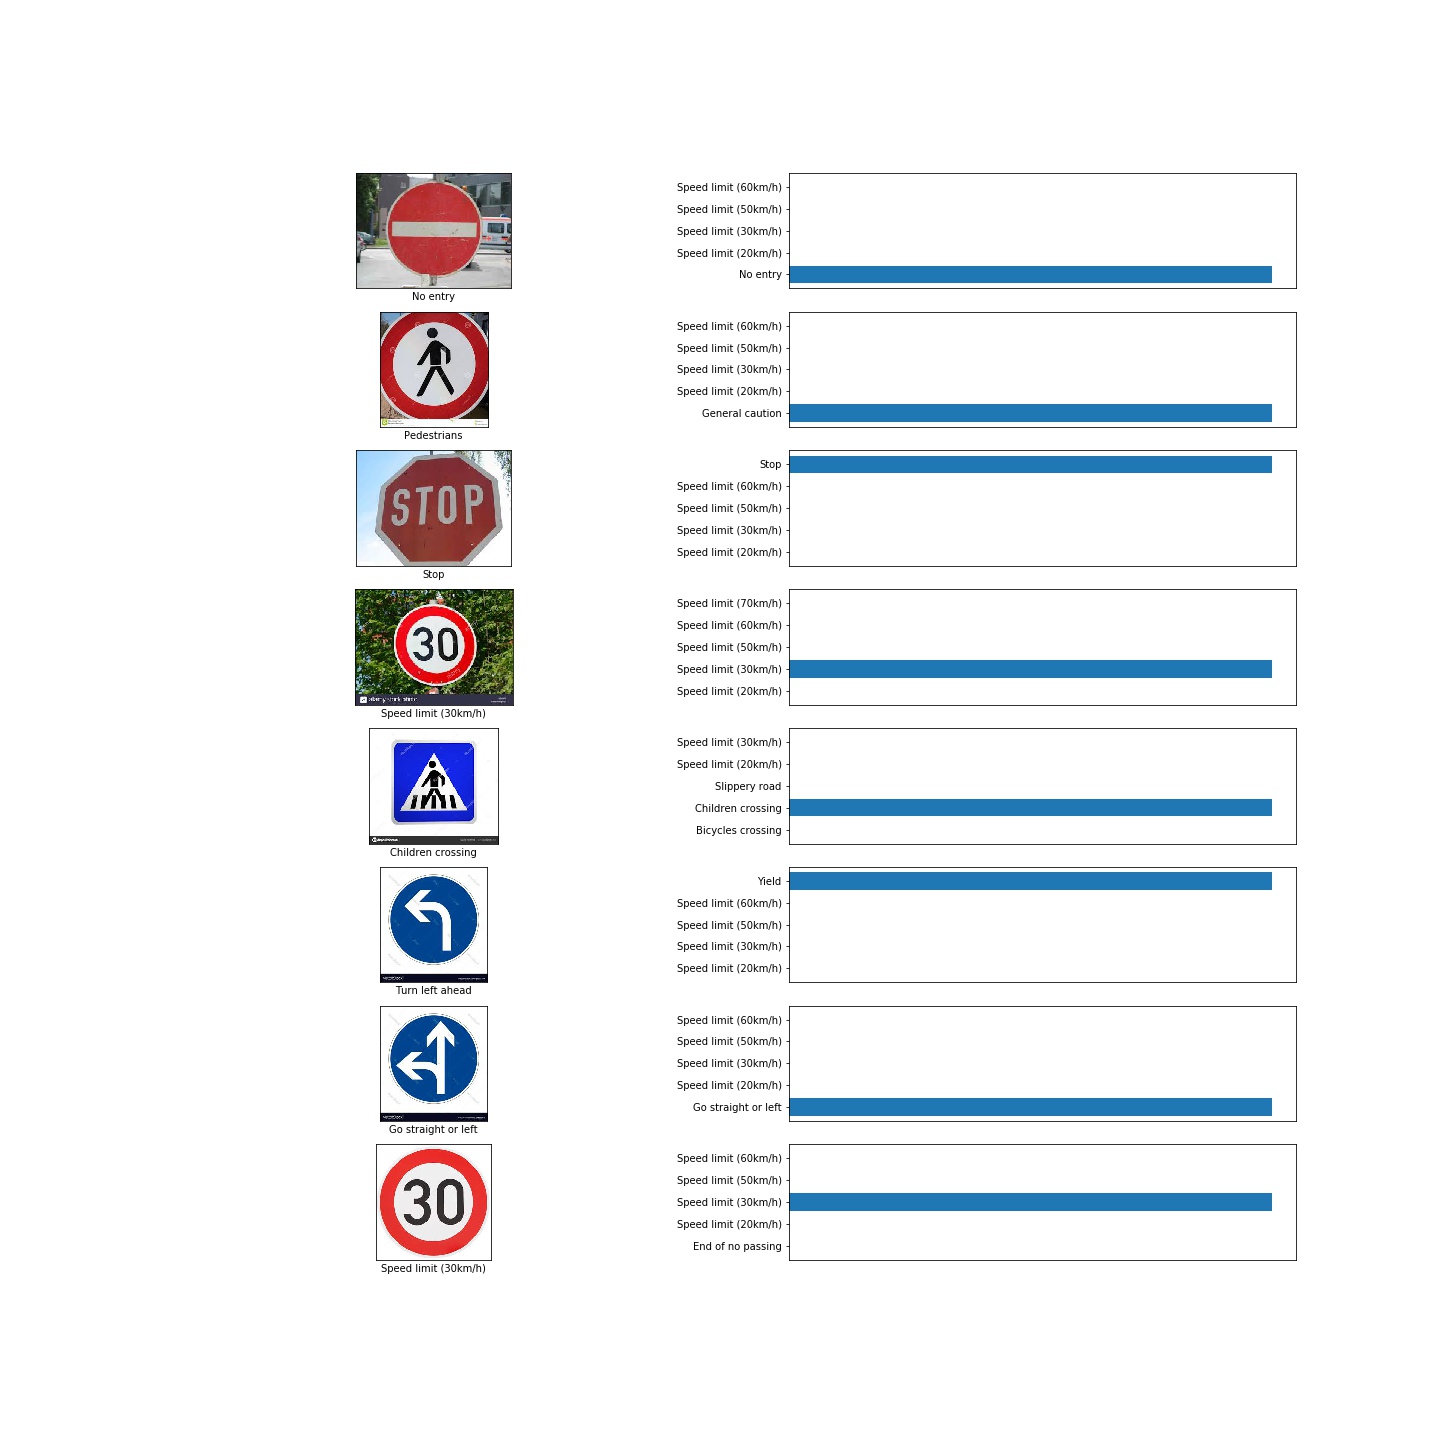 Speed limit (60km/h)
Speed limit (50km/h)
Speed limit (30km/h)
Speed limit (20km/h)
No entry
No entry
Speed limit (60km/h)
Speed limit (50km/h)
Speed limit (30km/h)
Speed limit (20km/h)
General caution
Pedestrians
STOP
Stop
Speed limit (60km/h)
Speed limit (50km/h)
Speed limit (30km/h)
Speed limit (20km/h)
Stop
30
Speed limit (70km/h)
Speed limit (60km/h)
Speed limit (50km/h)
Speed limit (30km/h)
Speed limit (20km/h)
Speed limit (30km/h)
Speed limit (30km/h)
Speed limit (20km/h)
Slippery road
Children crossing
Bicycles crossing
Children crossing
Yield
Speed limit (60km/h)
Speed limit (50km/h)
Speed limit (30km/h)
Speed limit (20km/h)
Turn left ahead
Speed limit (60km/h)
Speed limit (50km/h)
Speed limit (30km/h)
Speed limit (20km/h)
Go straight or left
Go straight or left
30
Speed limit (60km/h)
Speed limit (50km/h)
Speed limit (30km/h)
Speed limit (20km/h)
End of no passing
Speed limit (30km/h)